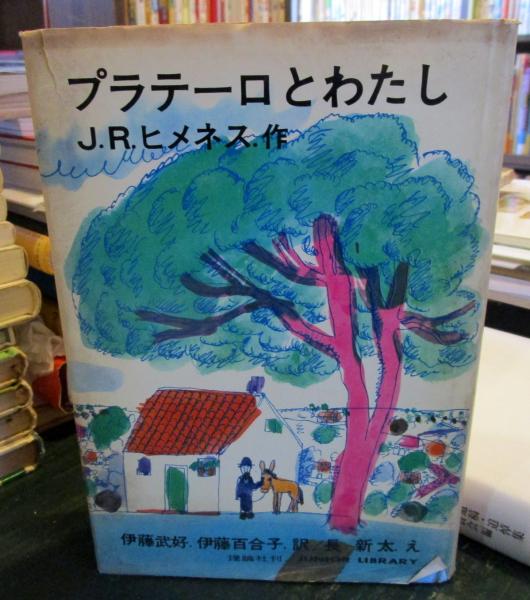 プラテーロとわたし
J.R.ヒメネス.作
伊藤武好.伊藤百合子.訳/長 新太.え
理論社刊 JUNIOR LIBRARY